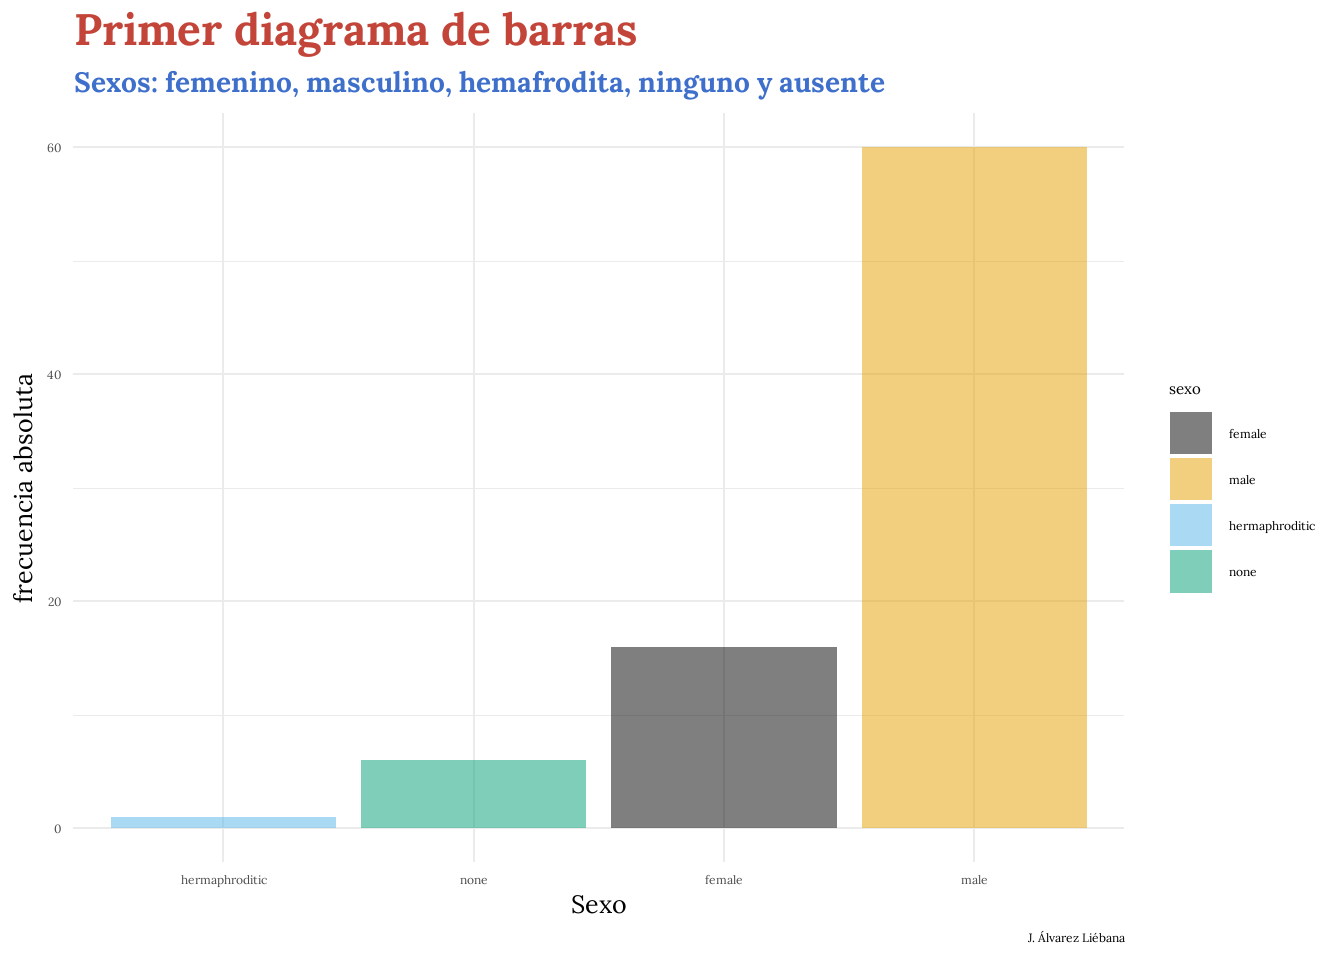 Primer diagrama de barras
Sexos: femenino, masculino, hemafrodita, ninguno y ausente
60
40
20
0
frecuencia absoluta
hermaphroditic
none
female
male
Sexo
sexo
female
male
hermaphroditic
none
J. Álvarez Liébana